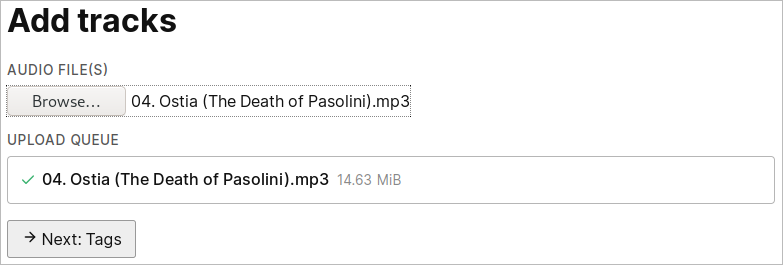 Add tracks
AUDIO FILE(S)
Browse... 04. Ostia (The Death of Pasolini).mp3
UPLOAD QUEUE
04. Ostia (The Death of Pasolini).mp3 14.63 MiB
Next: Tags